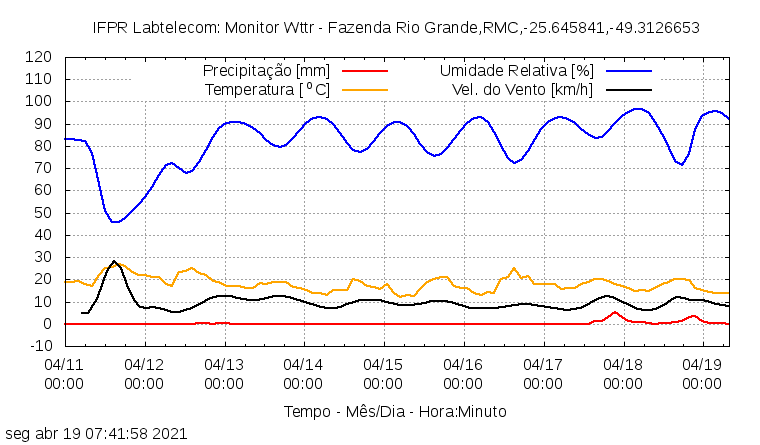 IFPR Labtelecom: Monitor Wttr - Fazenda Rio Grande,RMC,-25.645841,-49.3126653
120
110
100
90
80
70
60
50
40
30
20
10
0
-10
Precipitação [mm]
Temperatura [°C]
Umidade Relativa [%]
Vel. do Vento [km/h]
04/11 04/12 04/13 04/14 04/15 04/16 04/17 04/18 04/19
00:00 00:00 00:00 00:00 00:00 00:00 00:00 00:00 00:00
Tempo - Mês/Dia - Hora:Minuto
seg abr 19 07:41:58 2021